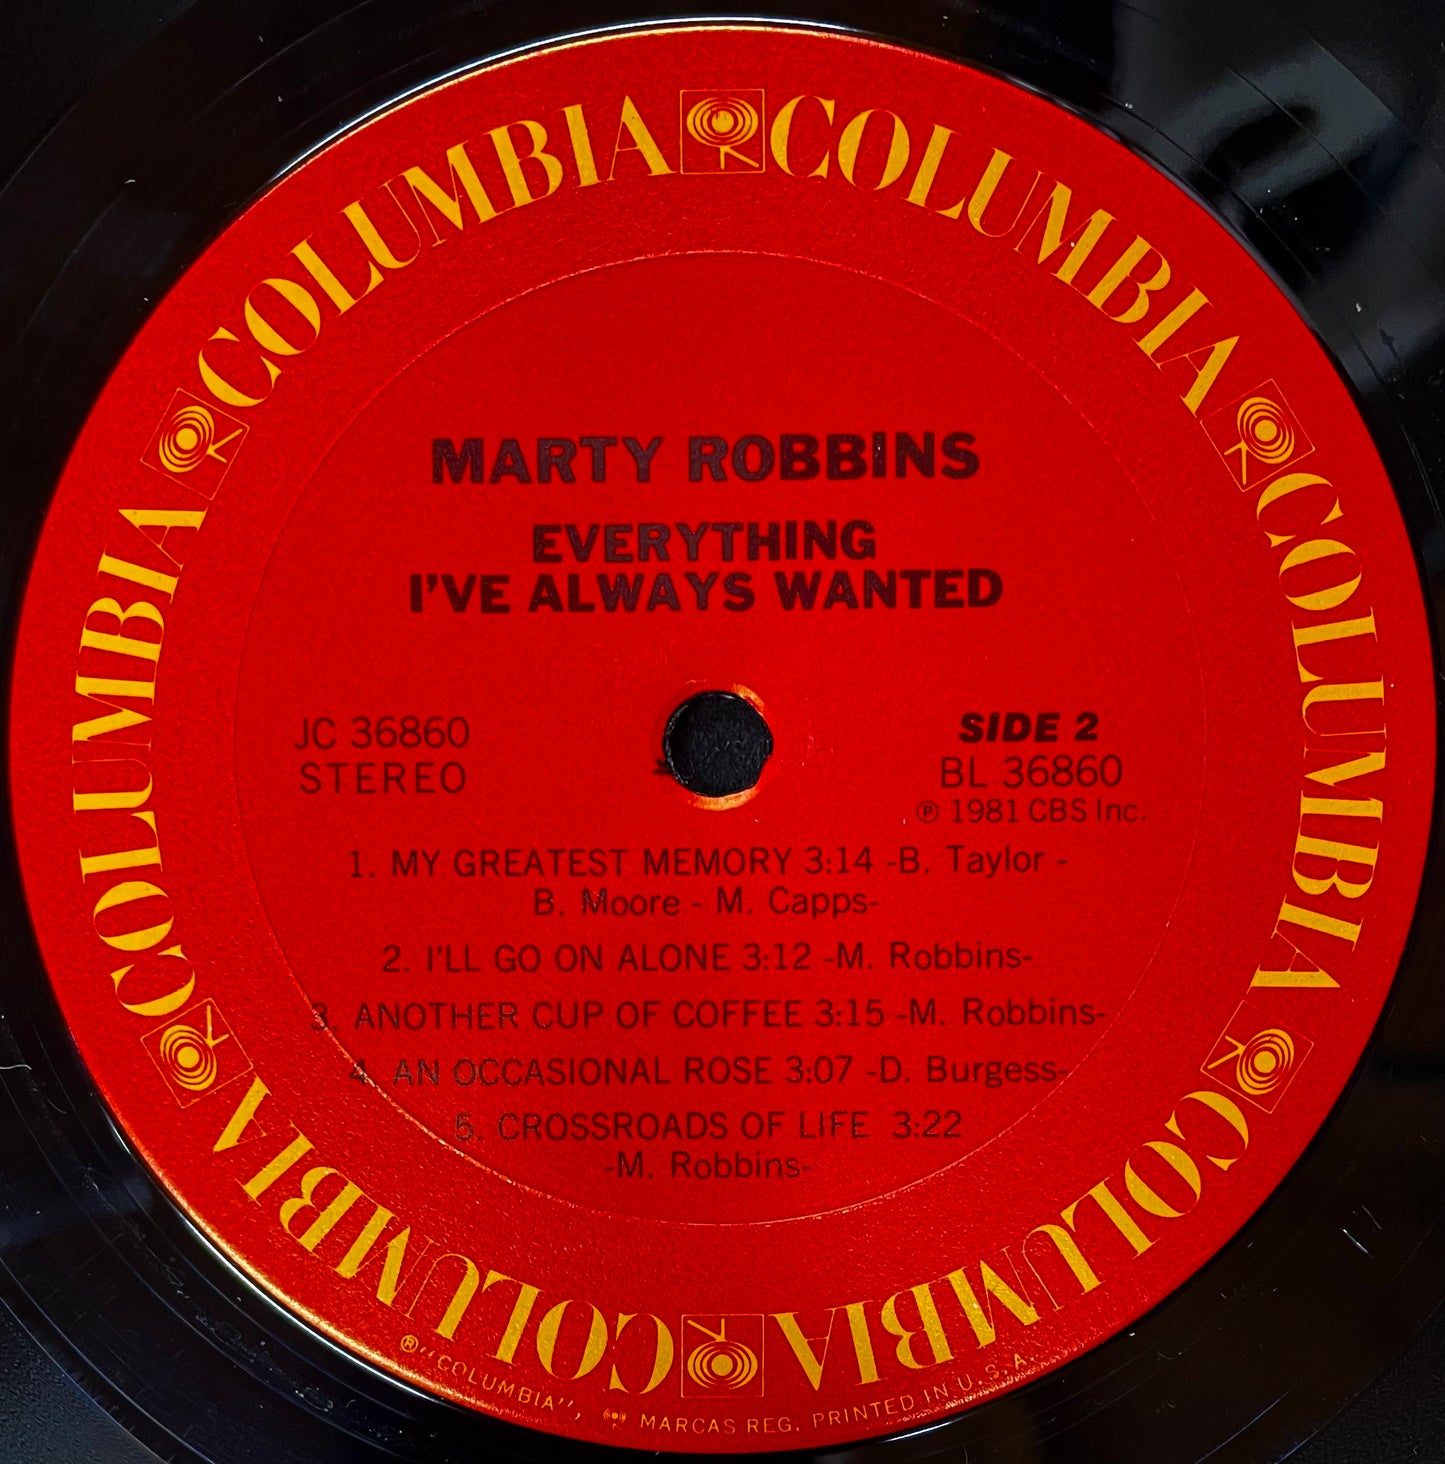 COLUMBIA COLUMBIA COLUMBIA COLUMBIA COLUMBIA COLUMBIA
MARTY ROBBINS
EVERYTHING
I'VE ALWAYS WANTED
JC 36860
STEREO
SIDE 2
BL 36860
℗ 1981 CBS Inc.
1. MY GREATEST MEMORY 3:14 -B. Taylor -
B. Moore - M. Capps-
2. I'LL GO ON ALONE 3:12 -M. Robbins-
3. ANOTHER CUP OF COFFEE 3:15 -M. Robbins-
4. AN OCCASIONAL ROSE 3:07 -D. Burgess-
5. CROSSROADS OF LIFE 3:22
-M. Robbins-
® "COLUMBIA", MARCAS REG. PRINTED IN U.S.A.